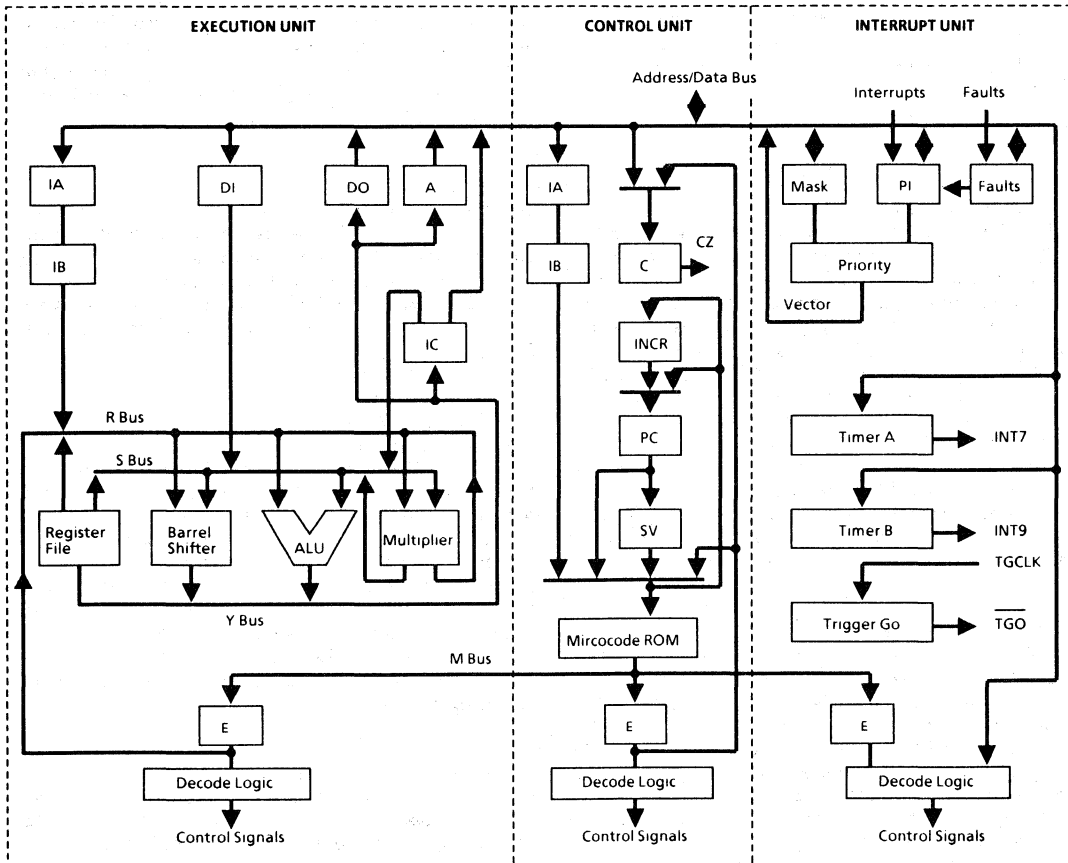 EXECUTION UNIT
CONTROL UNIT
INTERRUPT UNIT
Address/Data Bus
Interrupts
Faults
IA
DI
DO
A
IA
Mask
PI
Faults
IB
IB
C
CZ
Priority
Vector
IC
INCR
R Bus
PC
Timer A
INT7
S Bus
Register
File
Barrel
Shifter
ALU
Multiplier
SV
Timer B
INT9
TGCLK
Y Bus
Trigger Go
TGO
Mircocode ROM
M Bus
E
E
E
Decode Logic
Decode Logic
Decode Logic
Control Signals
Control Signals
Control Signals